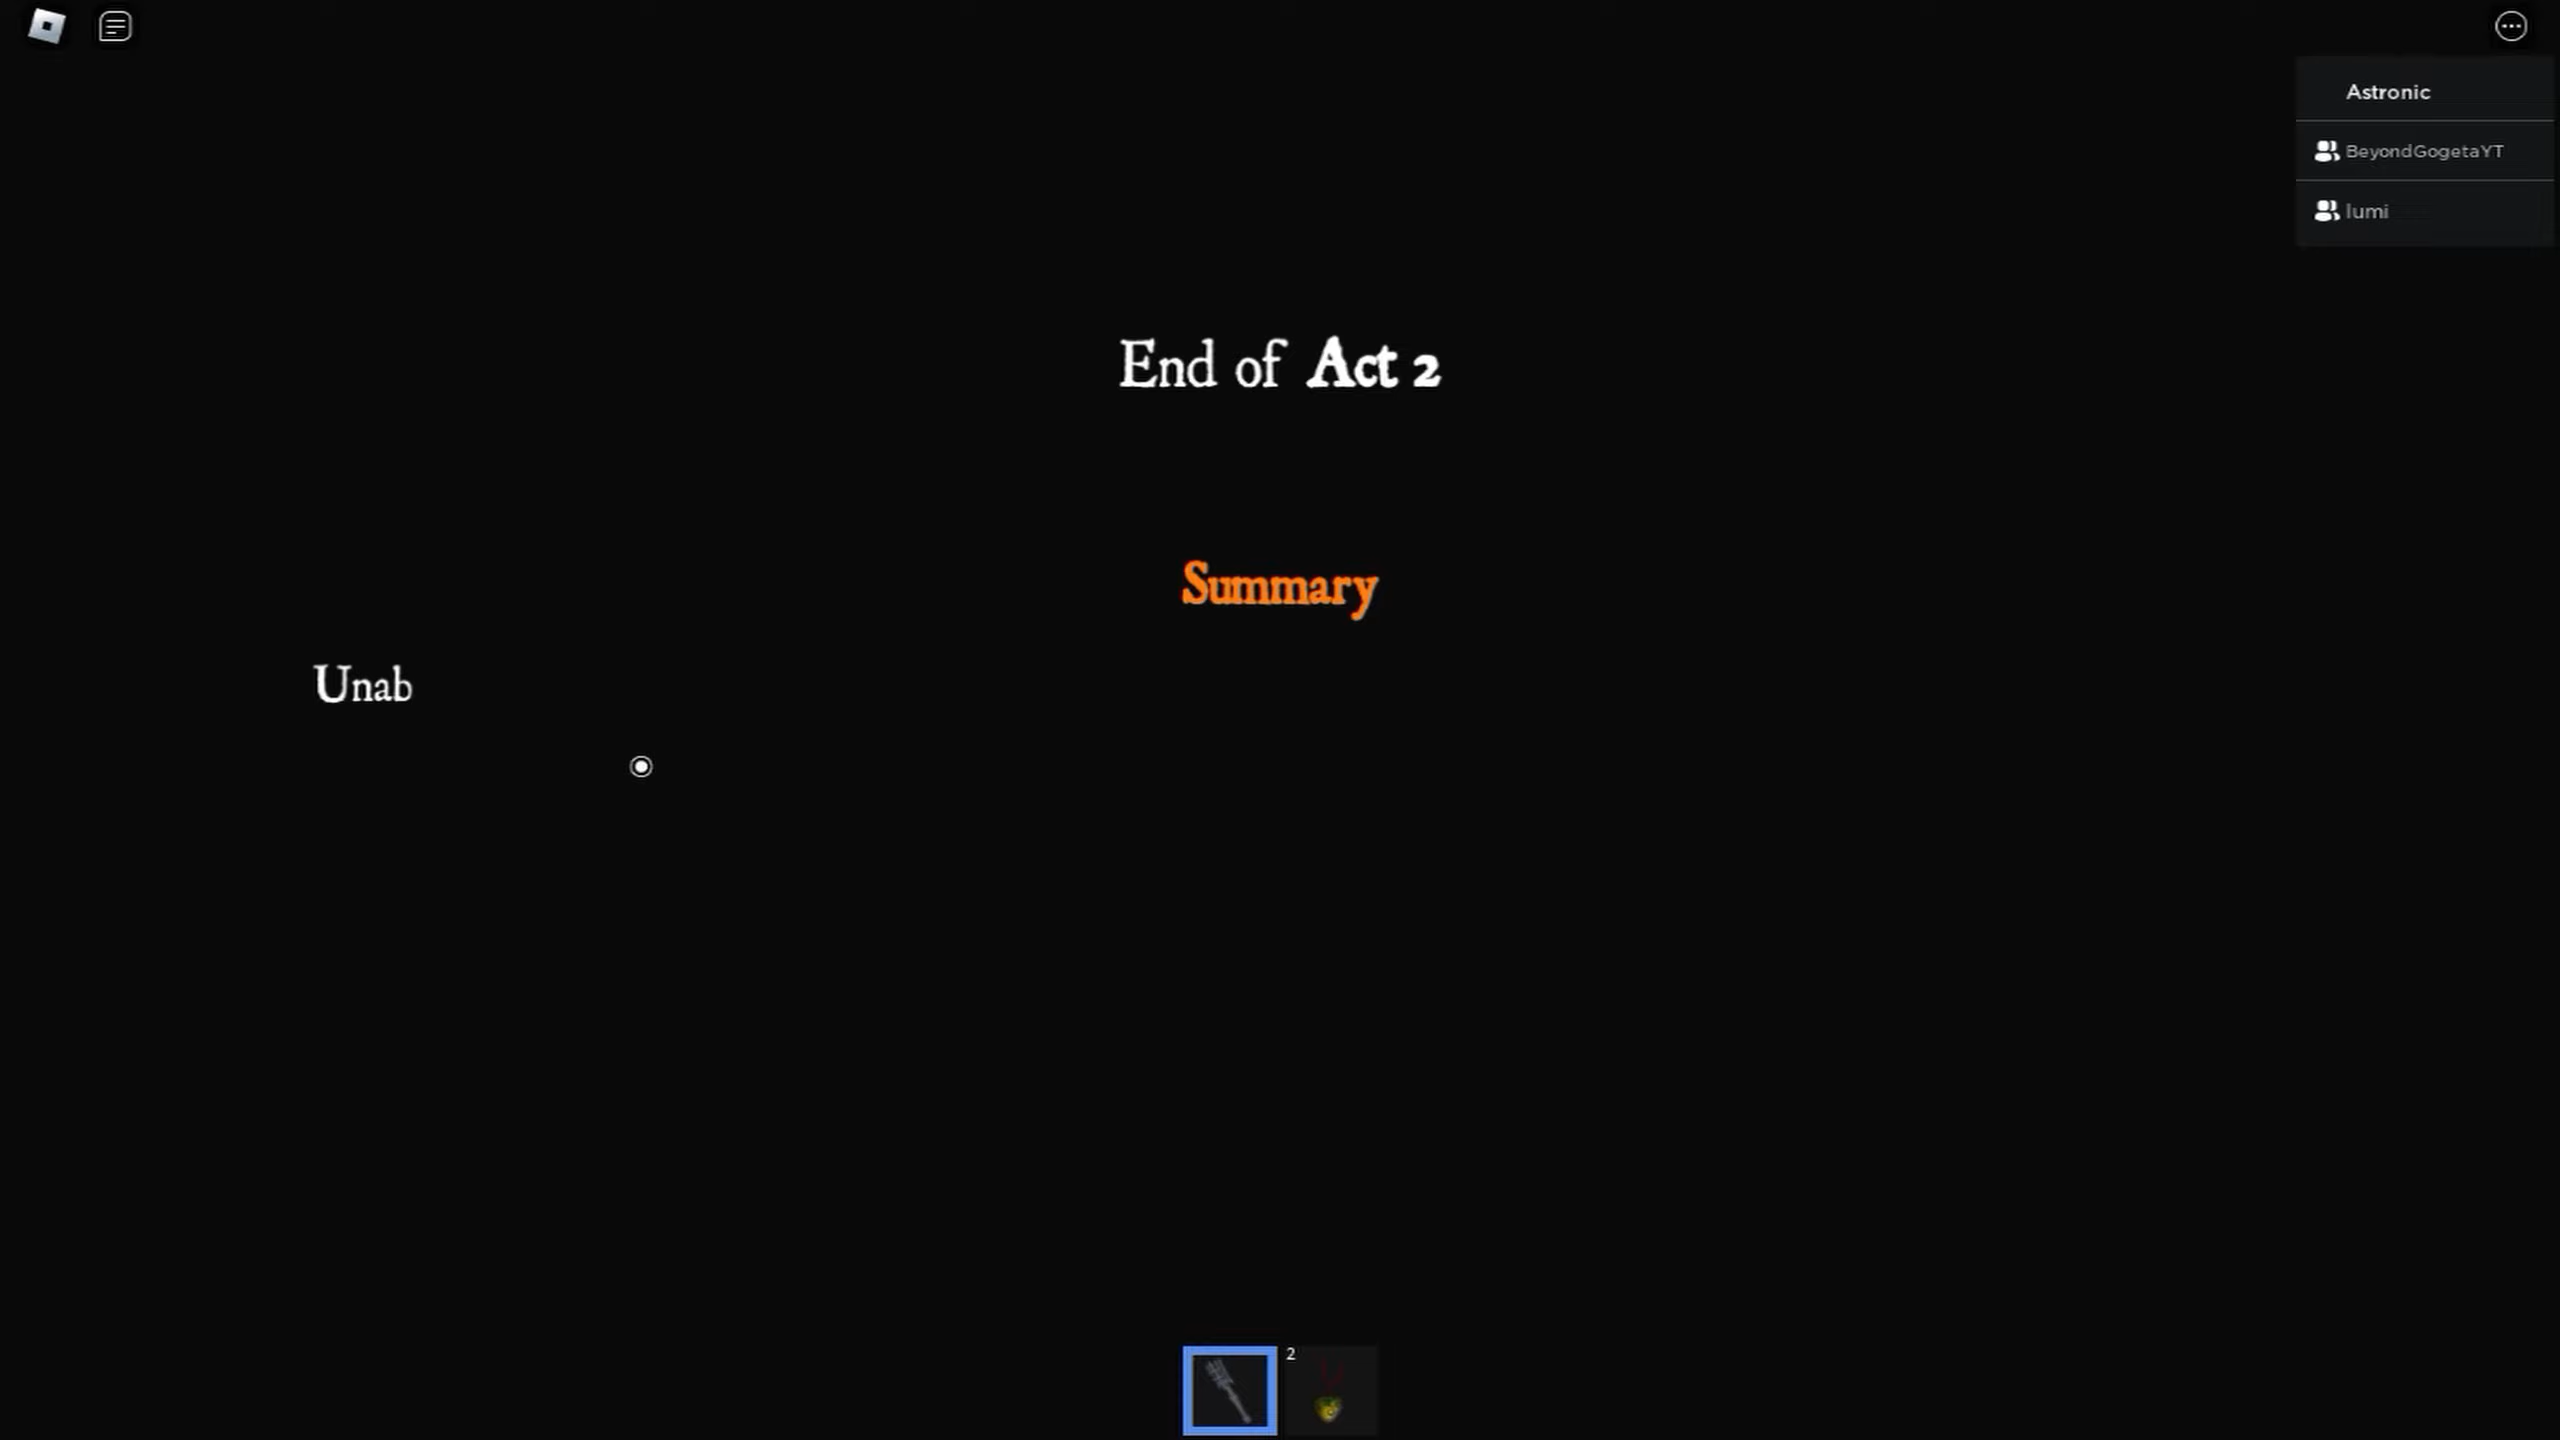 Astronic
BeyondGogetaYT
lumi
End of Act 2
Summary
Unab
2